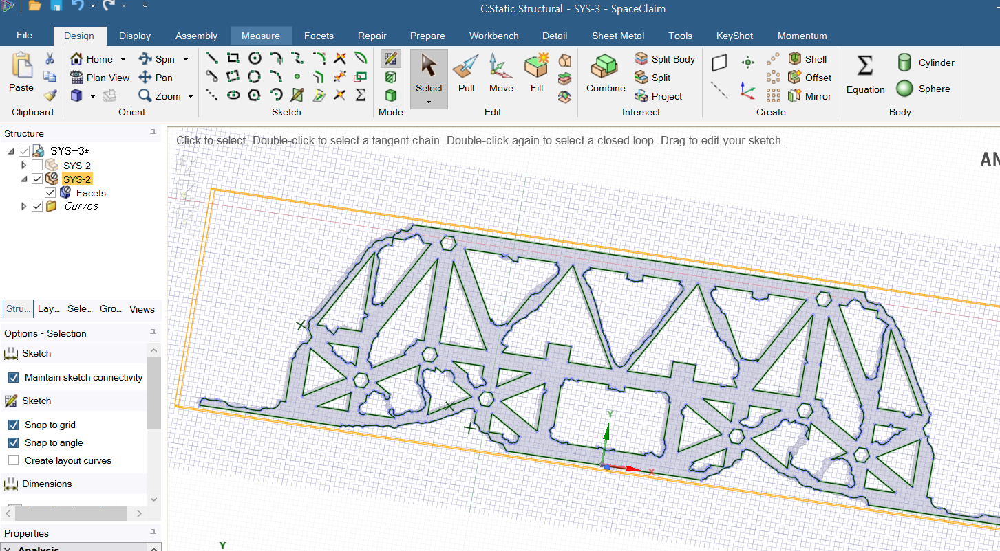 C:Static Structural - SYS-3 - SpaceClaim
File Design Display Assembly Measure Facets Repair Prepare Workbench Detail Sheet Metal Tools KeyShot Momentum
Home Spin Split Body Shell Cylinder
Plan View Pan Split Offset
Paste Select Pull Move Fill Combine Equation Sphere
Zoom Project Mirror
Clipboard Orient Sketch Mode Edit Intersect Create Body
Structure
Click to select. Double-click to select a tangent chain. Double-click again to select a closed loop. Drag to edit your sketch.
SYS-3*
AN
SYS-2
SYS-2
Facets
Curves
Stru... Lay... Sele... Gro... Views
Options - Selection
Sketch
Maintain sketch connectivity
Sketch
Snap to grid
Snap to angle
Create layout curves
Dimensions
Y
X
Properties
Y
Analysis